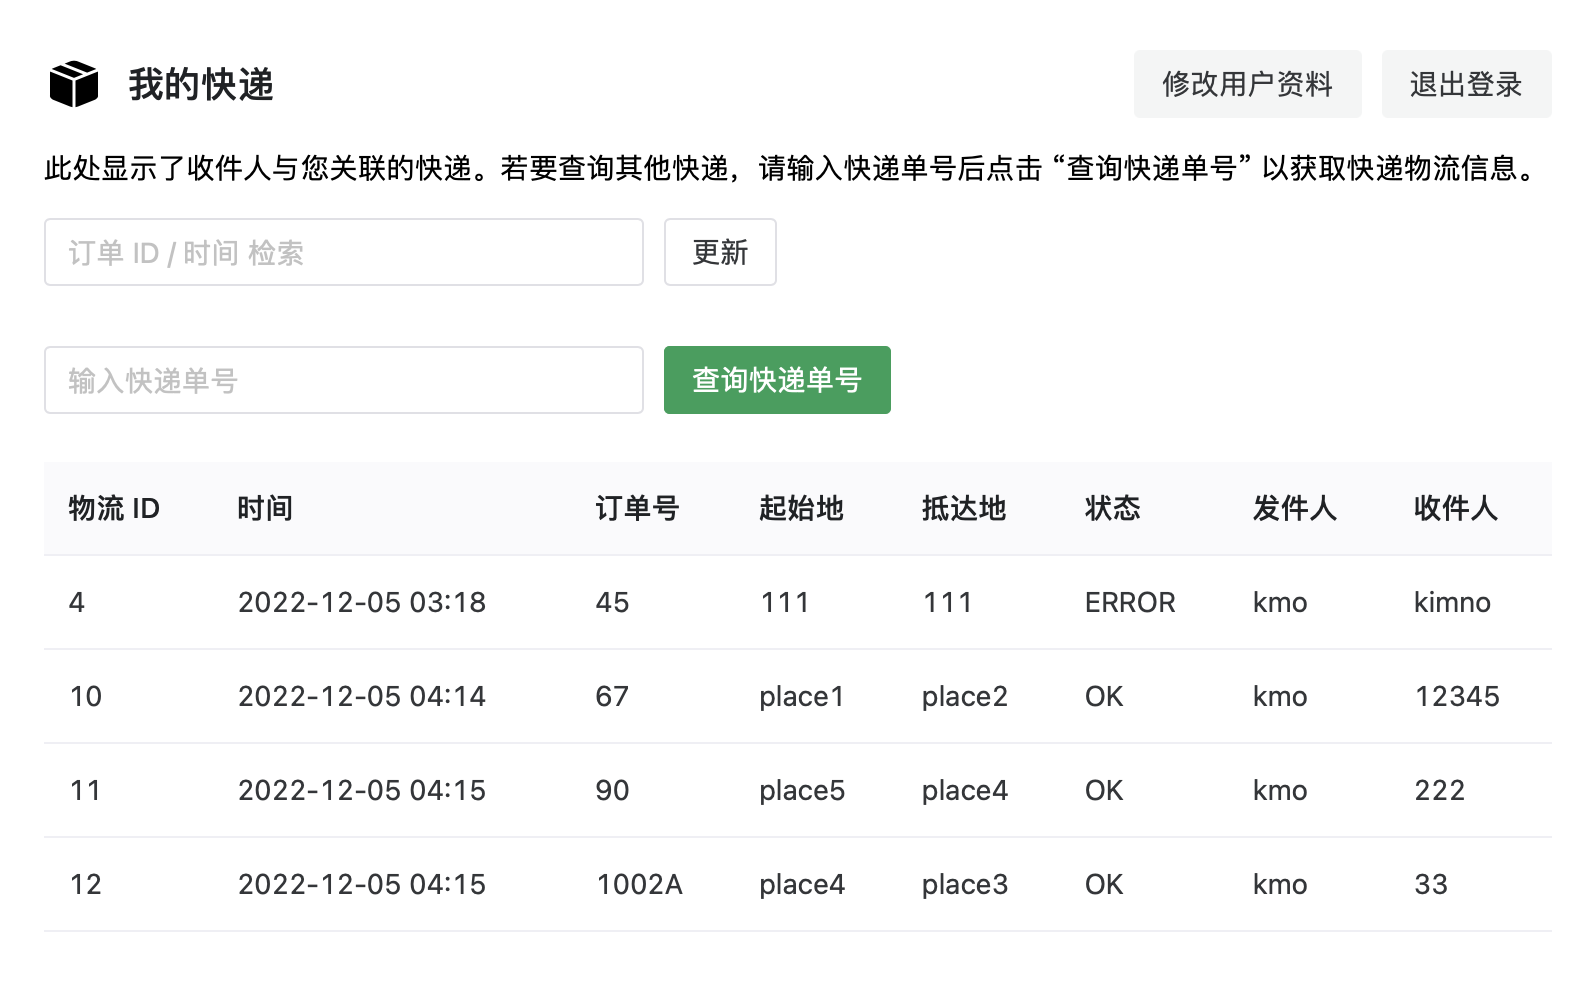 我的快递 修改用户资料 退出登录
此处显示了收件人与您关联的快递。若要查询其他快递，请输入快递单号后点击 “查询快递单号” 以获取快递物流信息。
订单 ID / 时间 检索 更新
输入快递单号 查询快递单号
物流 ID 时间 订单号 起始地 抵达地 状态 发件人 收件人
4 2022-12-05 03:18 45 111 111 ERROR kmo kimno
10 2022-12-05 04:14 67 place1 place2 OK kmo 12345
11 2022-12-05 04:15 90 place5 place4 OK kmo 222
12 2022-12-05 04:15 1002A place4 place3 OK kmo 33